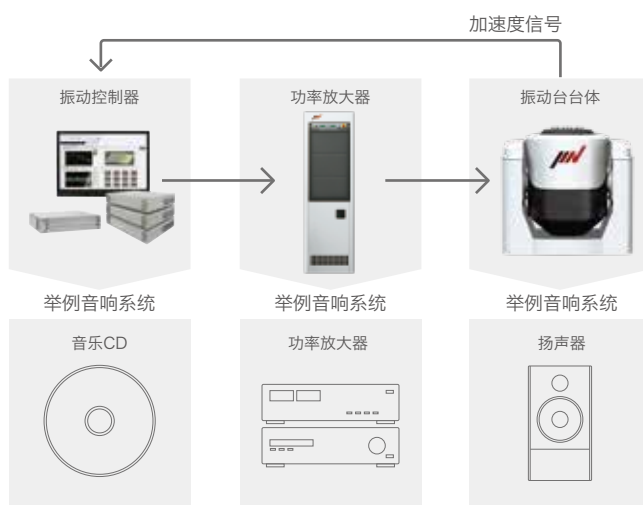 加速度信号
振动控制器
功率放大器
振动台台体
举例音响系统
举例音响系统
举例音响系统
音乐CD
功率放大器
扬声器